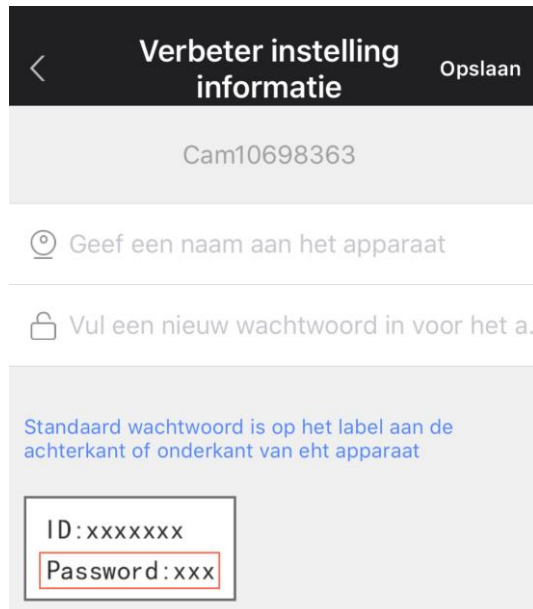 Verbeter instelling
informatie
Opslaan
Cam10698363
Geef een naam aan het apparaat
Vul een nieuw wachtwoord in voor het a.
Standaard wachtwoord is op het label aan de
achterkant of onderkant van eht apparaat
ID:xxxxxxx
Password:xxx